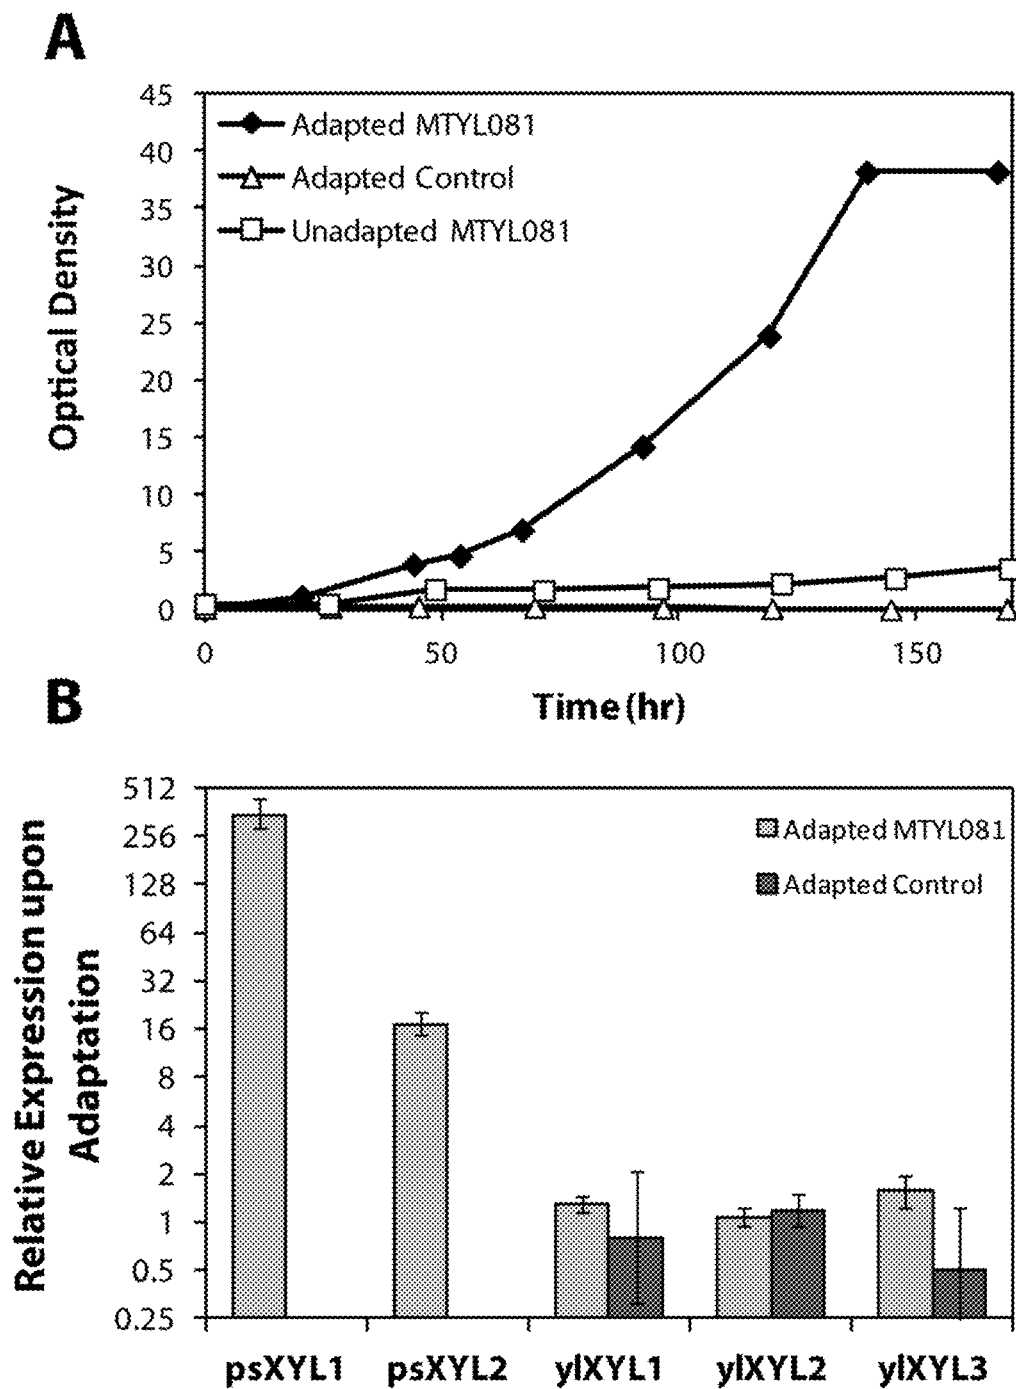 A
45
40
35
30
25
20
15
10
5
0
Optical Density
Adapted MTYL081
Adapted Control
Unadapted MTYL081
0 50 100 150
Time (hr)
B
512
256
128
64
32
16
8
4
2
1
0.5
0.25
Relative Expression upon
Adaptation
Adapted MTYL081
Adapted Control
psXYL1 psXYL2 ylXYL1 ylXYL2 ylXYL3